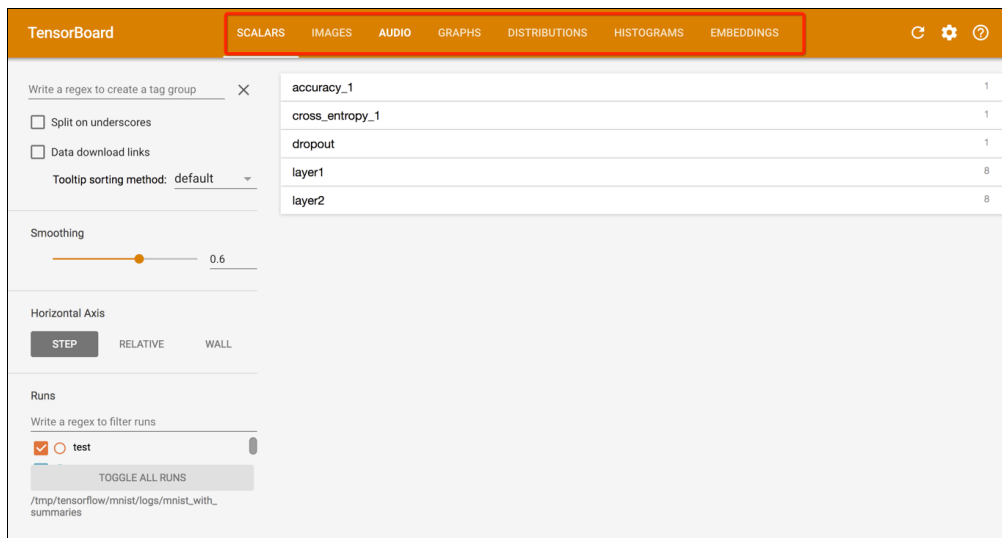 TensorBoard SCALARS IMAGES AUDIO GRAPHS DISTRIBUTIONS HISTOGRAMS EMBEDDINGS
Write a regex to create a tag group
Split on underscores
Data download links
Tooltip sorting method: default
Smoothing
0.6
Horizontal Axis
STEP RELATIVE WALL
Runs
Write a regex to filter runs
test
TOGGLE ALL RUNS
/tmp/tensorflow/mnist/logs/mnist_with_
summaries
accuracy_1 1
cross_entropy_1 1
dropout 1
layer1 8
layer2 8